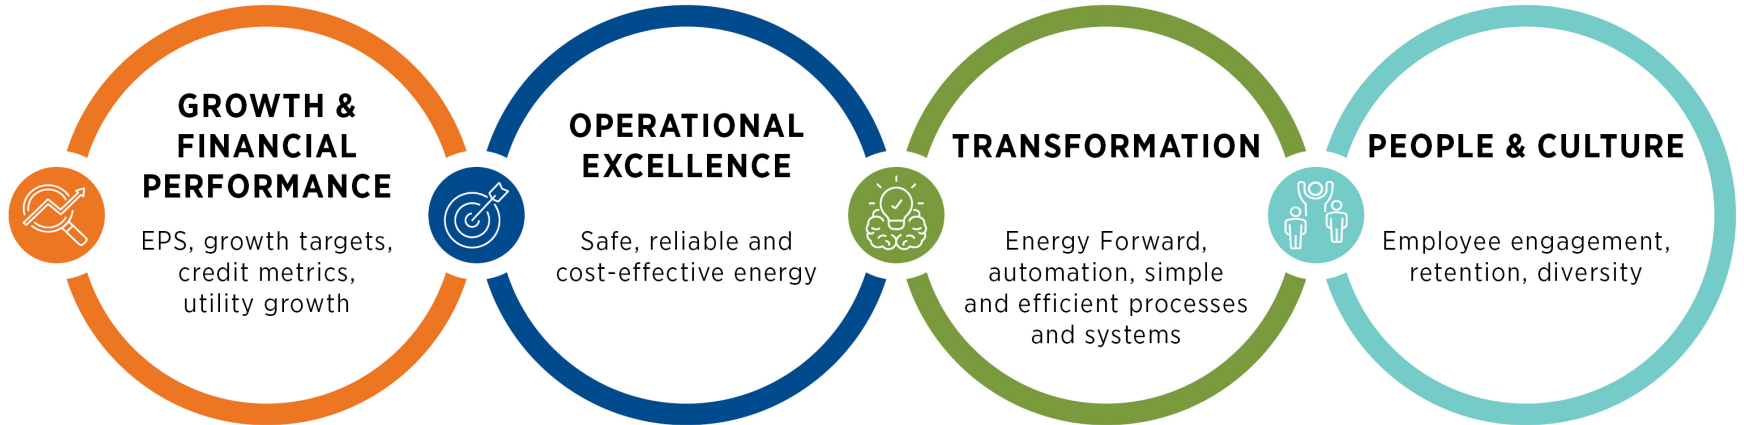 GROWTH &
FINANCIAL
PERFORMANCE
EPS, growth targets,
credit metrics,
utility growth
OPERATIONAL
EXCELLENCE
Safe, reliable and
cost-effective energy
TRANSFORMATION
Energy Forward,
automation, simple
and efficient processes
and systems
PEOPLE & CULTURE
Employee engagement,
retention, diversity